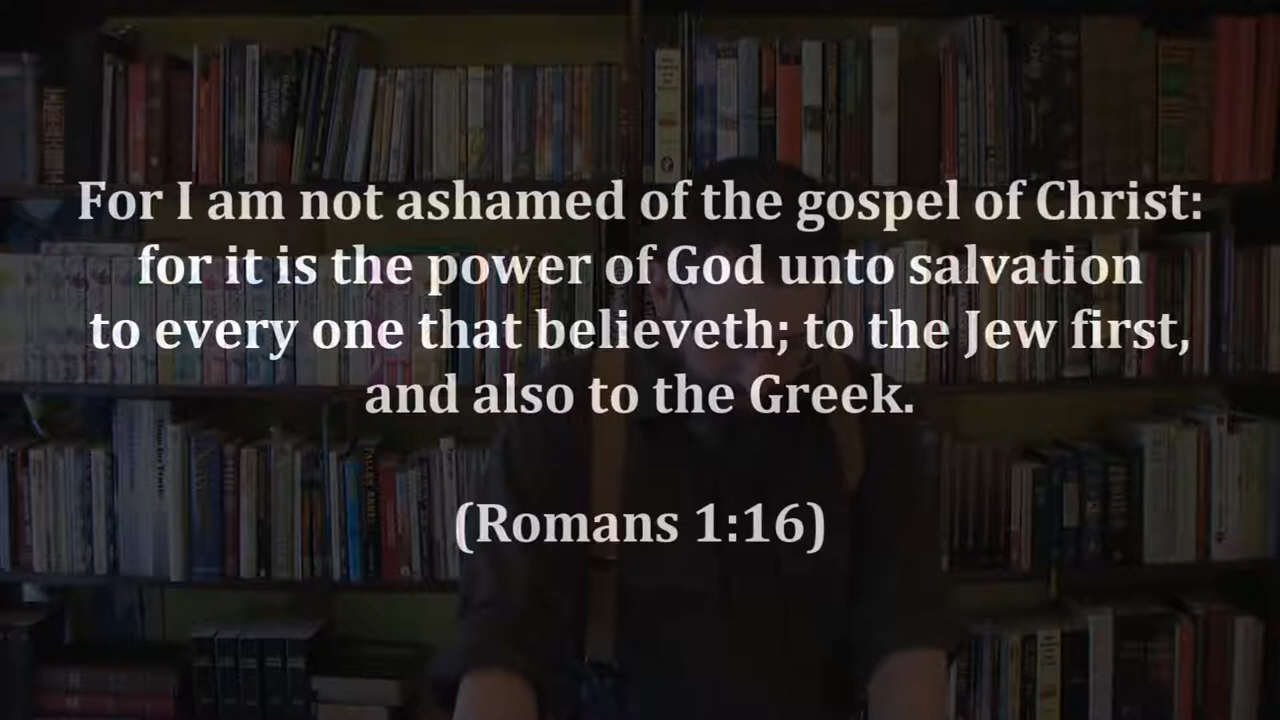 For I am not ashamed of the gospel of Christ:
for it is the power of God unto salvation
to every one that believeth; to the Jew first,
and also to the Greek.
(Romans 1:16)